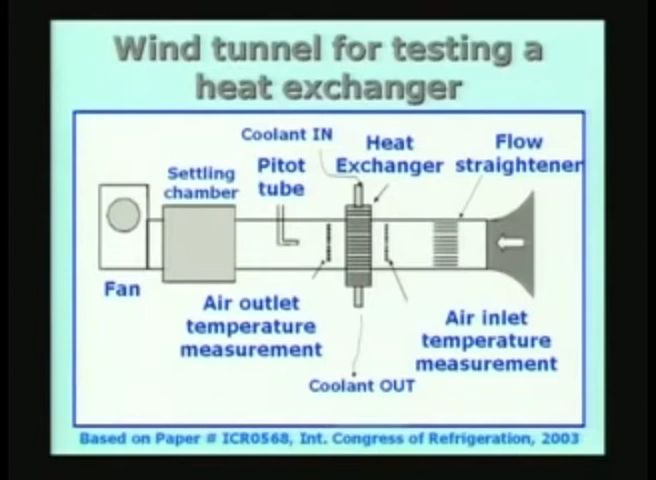 Wind tunnel for testing a
heat exchanger
Coolant IN
Heat
Exchanger
Flow
straightener
Settling
chamber
Pitot
tube
Fan
Air outlet
temperature
measurement
Air inlet
temperature
measurement
Coolant OUT
Based on Paper # ICR0568, Int. Congress of Refrigeration, 2003